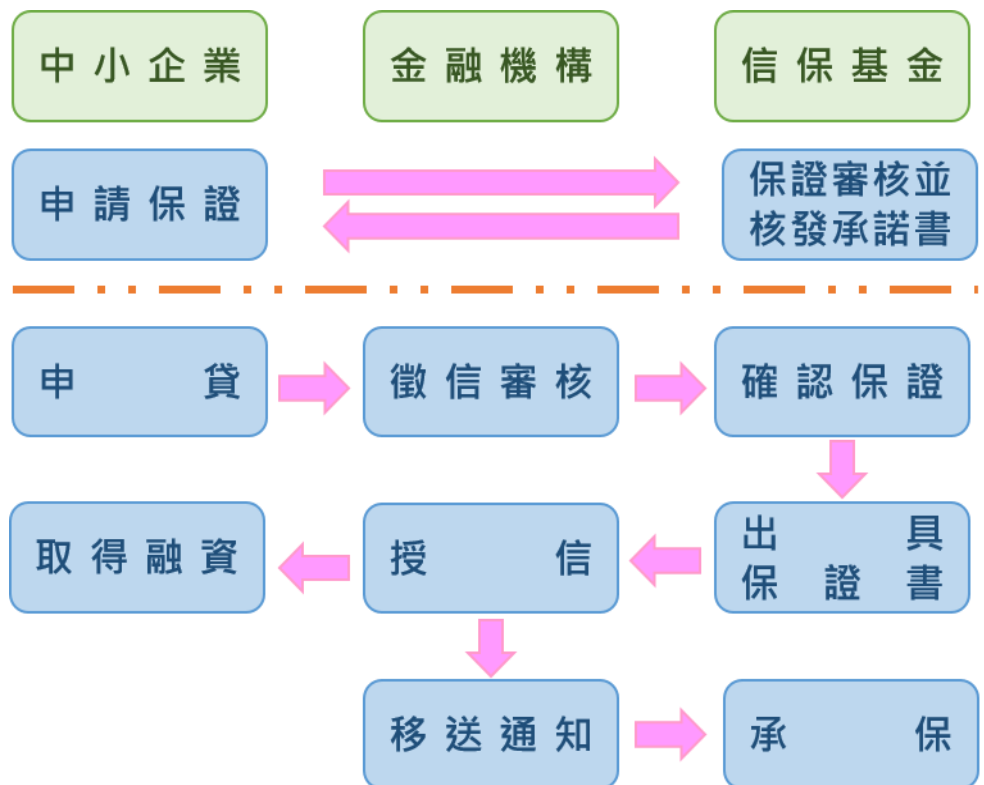 中小企業
金融機構
信保基金
申請保證
保證審核並
核發承諾書
申貸
徵信審核
確認保證
取得融資
授信
出具
保證書
移送通知
承保